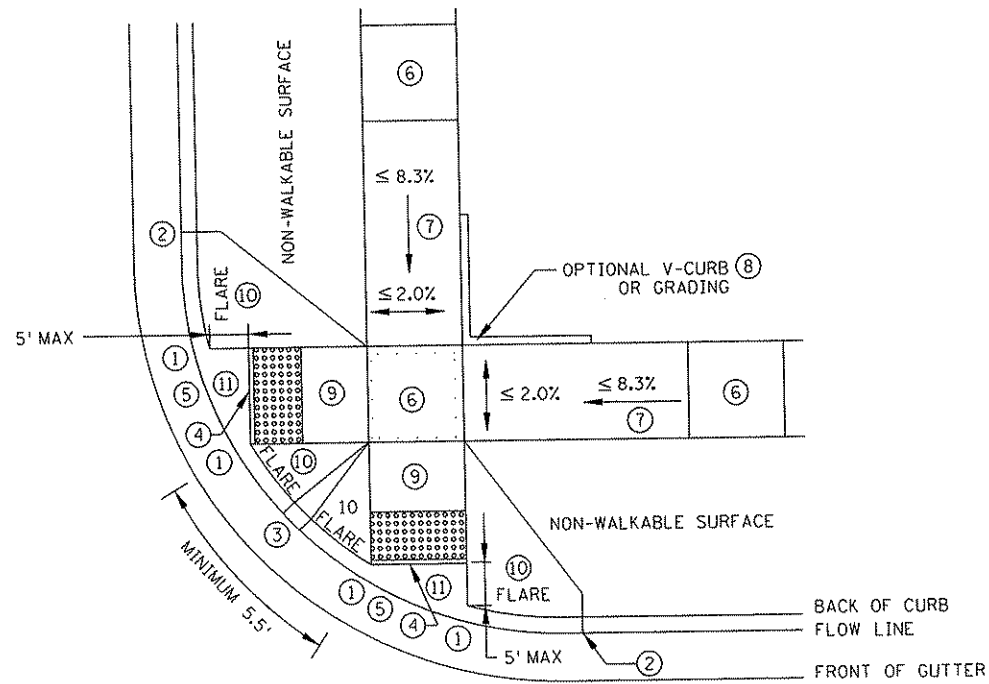 ⑥
NON-WALKABLE SURFACE
≤ 8.3%
⑦
②
FLARE
⑩
≤ 2.0%
OPTIONAL V-CURB ⑧
OR GRADING
5' MAX
①
⑤
⑪
④
①
⑨
⑥
≤ 2.0%
≤ 8.3%
⑦
⑥
⑩
FLARE
10
FLARE
③
⑨
NON-WALKABLE SURFACE
MINIMUM 5.5'
⑩
FLARE
⑪
①
⑤
④
①
5' MAX
②
BACK OF CURB
FLOW LINE
FRONT OF GUTTER